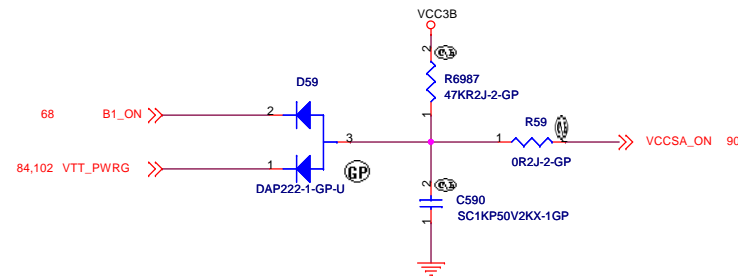 VCC3B
2
R6987
47KR2J-2-GP
1
D59
68 B1_ON 2
3
84,102 VTT_PWRG 1
GP
DAP222-1-GP-U
R59
1
0R2J-2-GP
VCCSA_ON 90
2
C590
SC1KP50V2KX-1GP
1